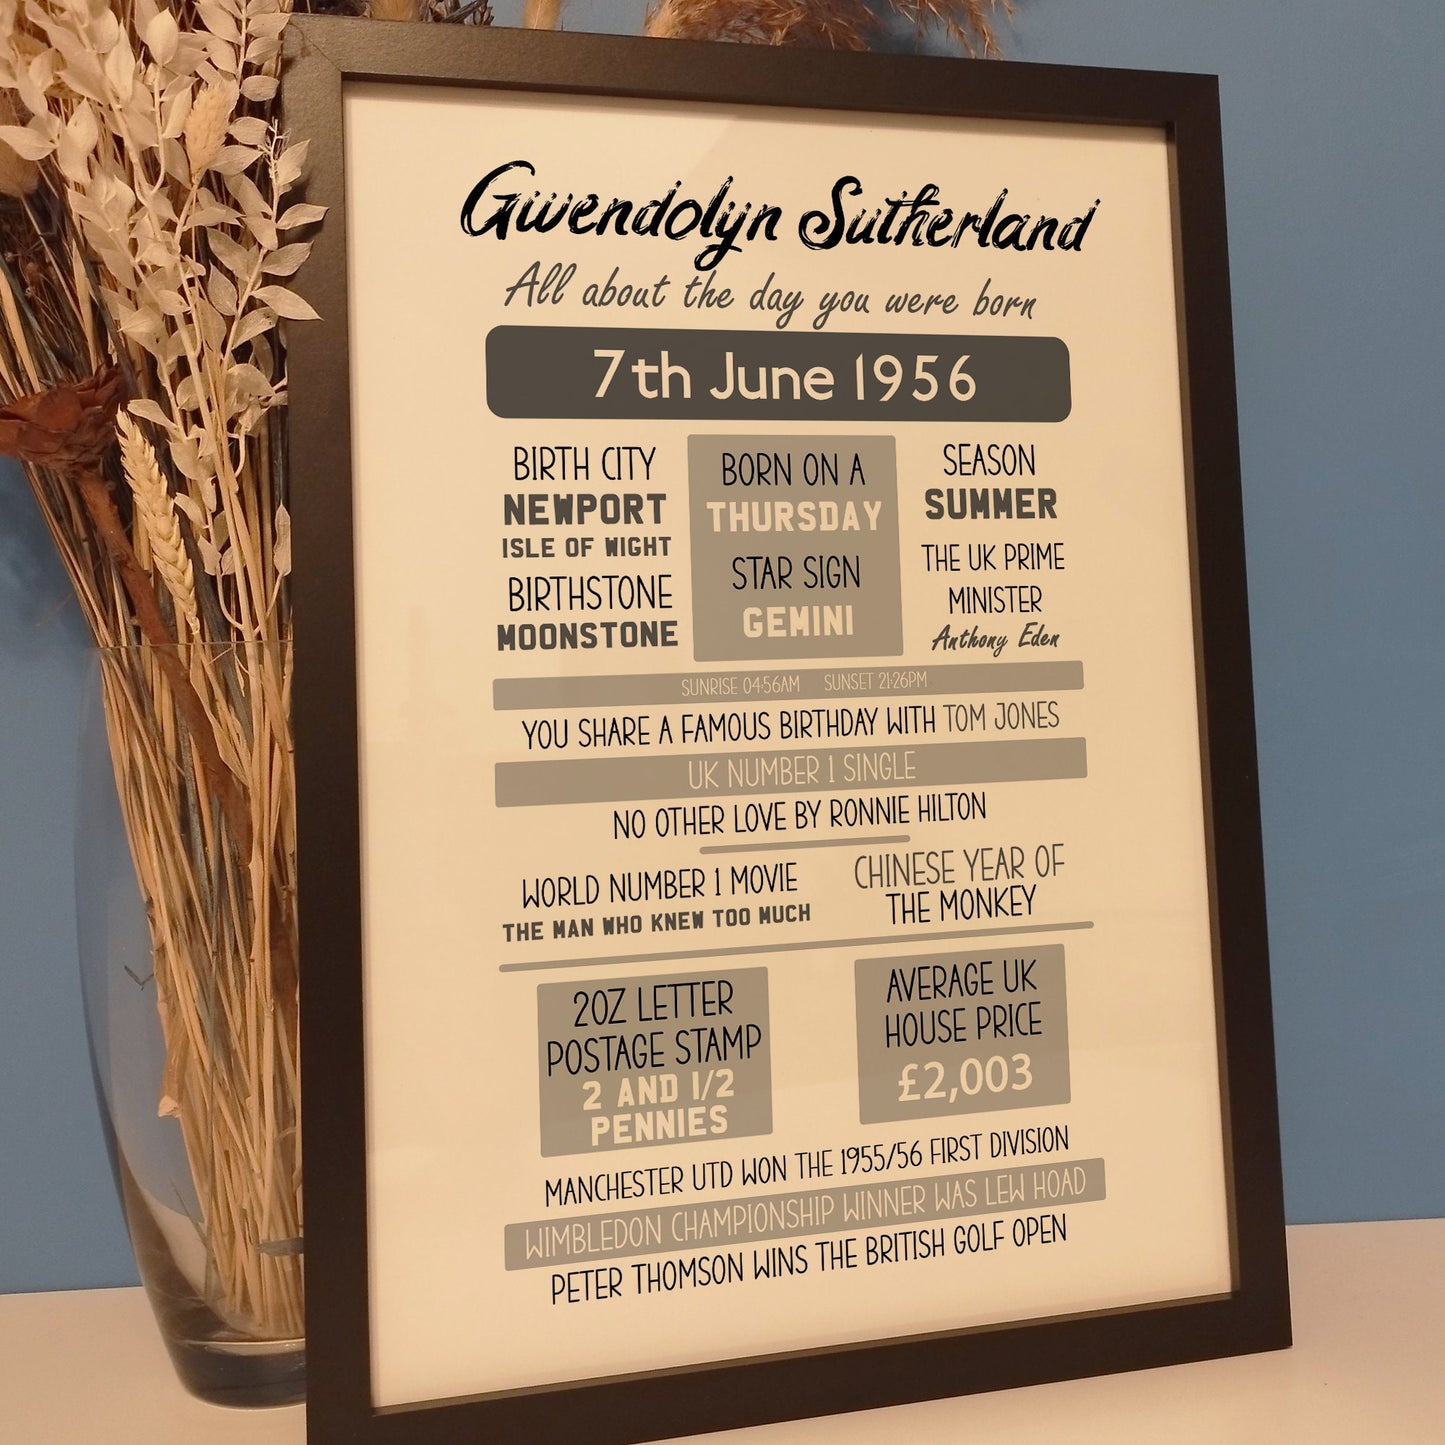 Gwendolyn Sutherland
All about the day you were born
7th June 1956
BIRTH CITY
NEWPORT
ISLE OF WIGHT
BIRTHSTONE
MOONSTONE
BORN ON A
THURSDAY
STAR SIGN
GEMINI
SEASON
SUMMER
THE UK PRIME
MINISTER
Anthony Eden
SUNRISE 04:56AM SUNSET 21:26PM
YOU SHARE A FAMOUS BIRTHDAY WITH TOM JONES
UK NUMBER 1 SINGLE
NO OTHER LOVE BY RONNIE HILTON
WORLD NUMBER 1 MOVIE
THE MAN WHO KNEW TOO MUCH
CHINESE YEAR OF
THE MONKEY
2OZ LETTER
POSTAGE STAMP
2 AND 1/2
PENNIES
AVERAGE UK
HOUSE PRICE
£2,003
MANCHESTER UTD WON THE 1955/56 FIRST DIVISION
WIMBLEDON CHAMPIONSHIP WINNER WAS LEW HOAD
PETER THOMSON WINS THE BRITISH GOLF OPEN